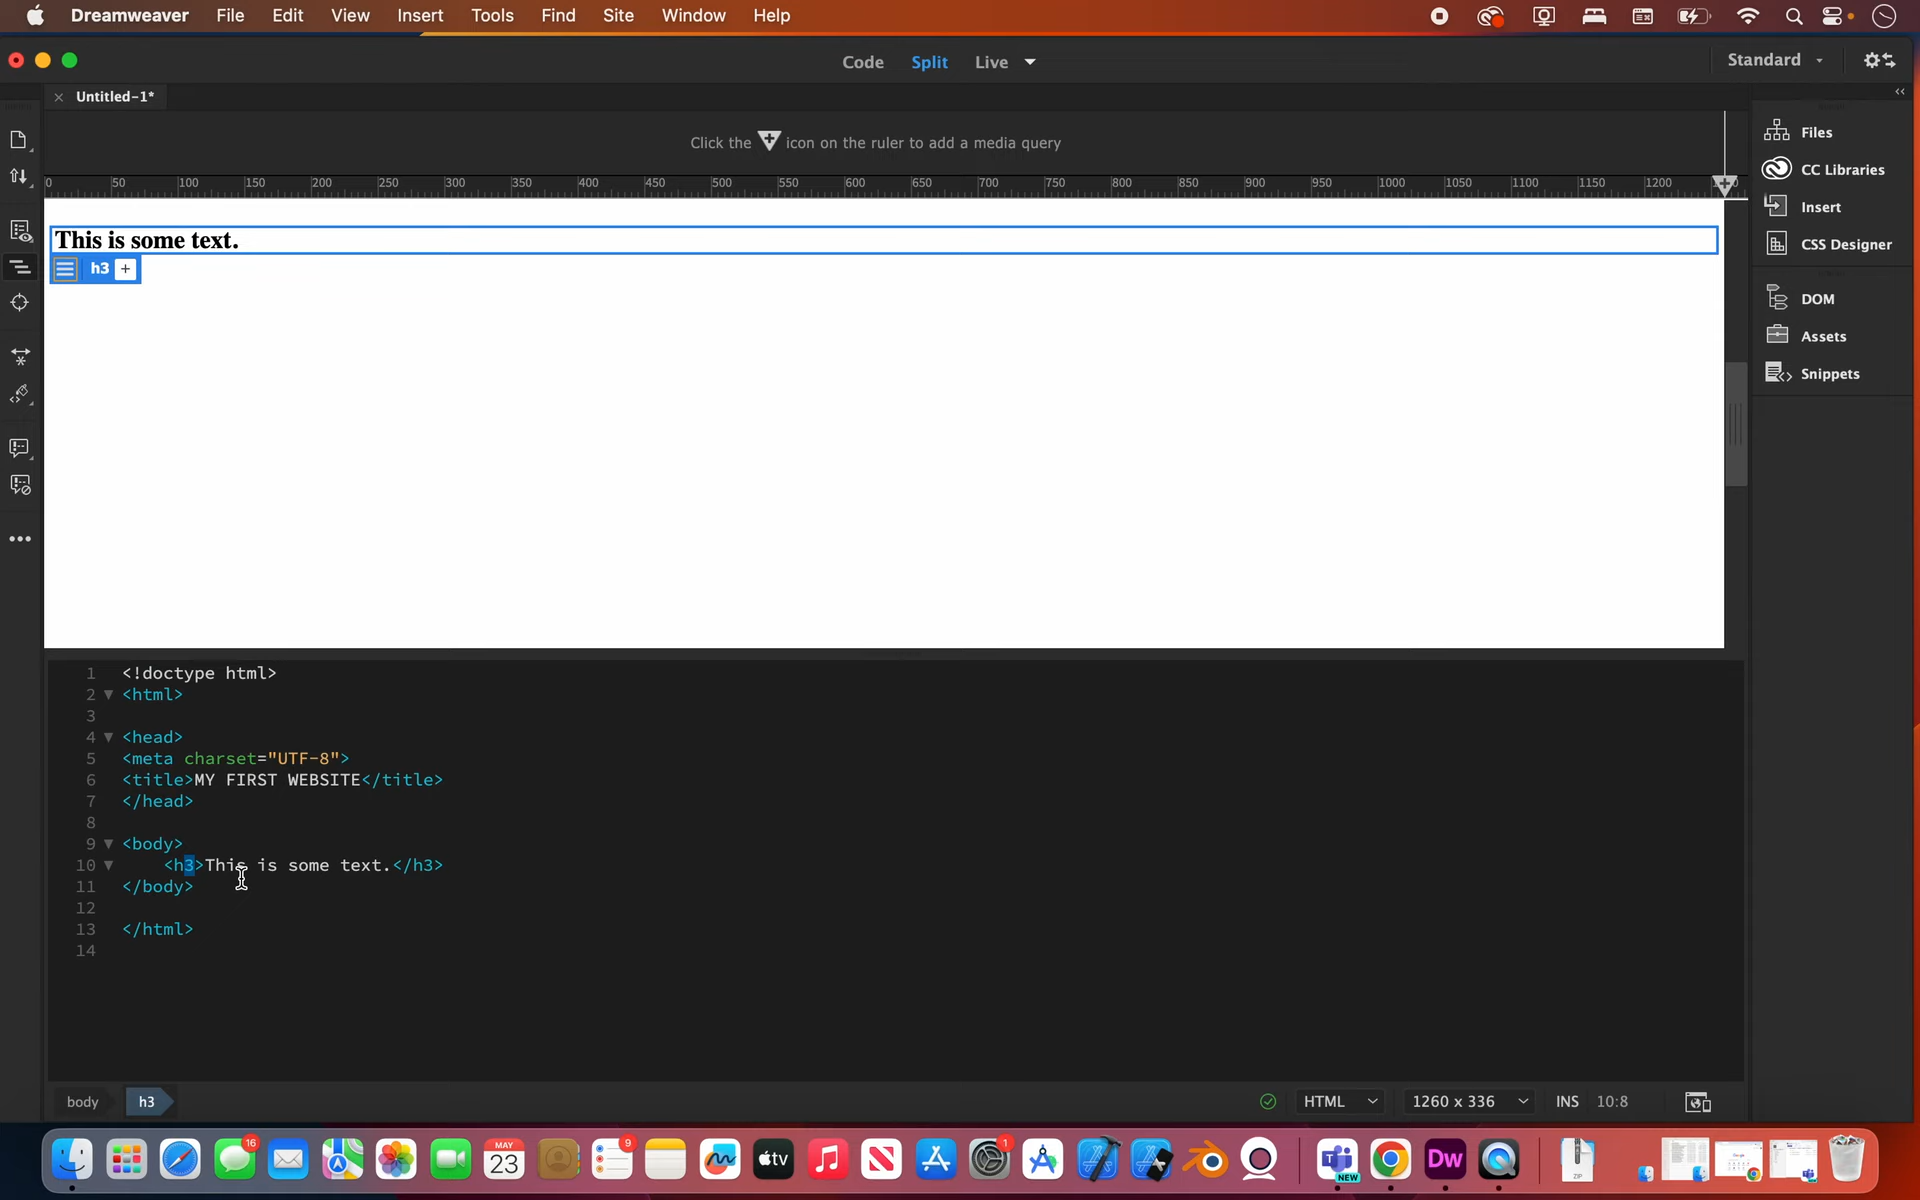 Dreamweaver File Edit View Insert Tools Find Site Window Help
Code Split Live
Standard
Untitled-1*
Click the icon on the ruler to add a media query
0 50 100 150 200 250 300 350 400 450 500 550 600 650 700 750 800 850 900 950 1000 1050 1100 1150 1200
This is some text.
h3 +
Files
CC Libraries
Insert
CSS Designer
DOM
Assets
Snippets
1 <!doctype html>
2 <html>
3
4 <head>
5 <meta charset="UTF-8">
6 <title>MY FIRST WEBSITE</title>
7 </head>
8
9 <body>
10 <h3>This is some text.</h3>
11 </body>
12
13 </html>
14
body h3
HTML 1260 x 336 INS 10:8
16
MAY
23
9
tv
1
NEW
Dw
ZIP